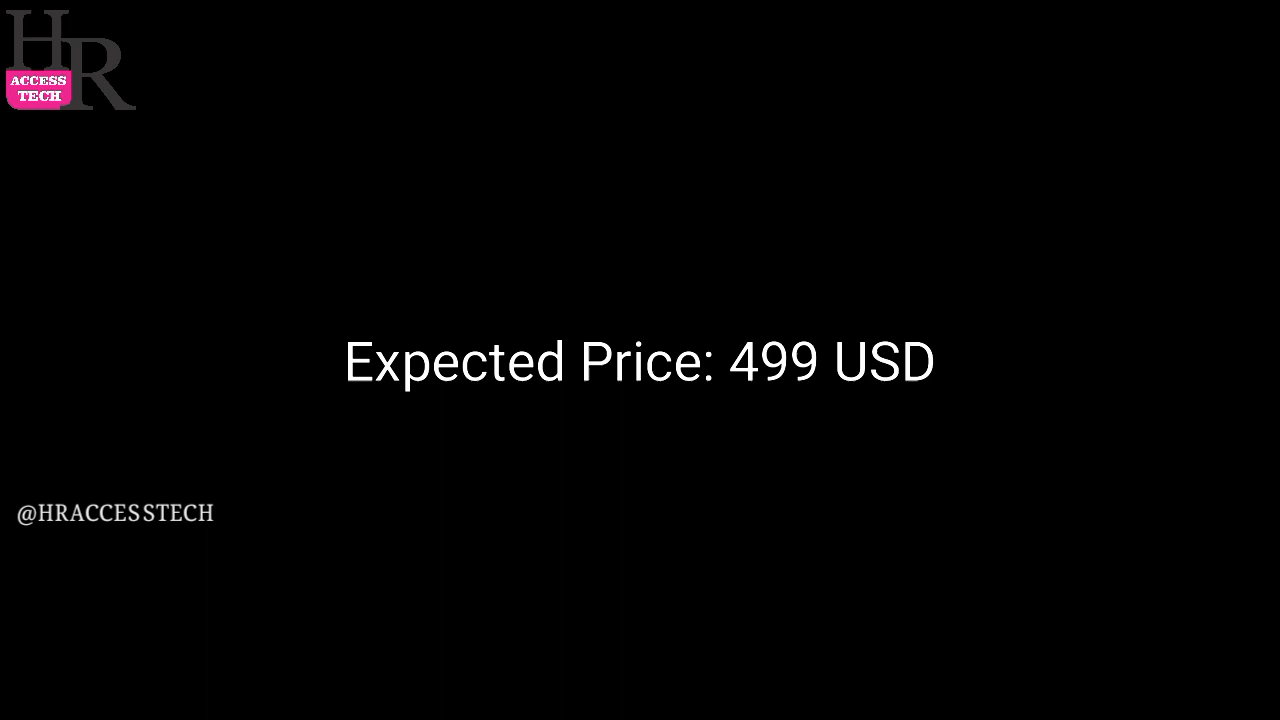 HR
ACCESS
TECH
Expected Price: 499 USD
@HRACCESSTECH